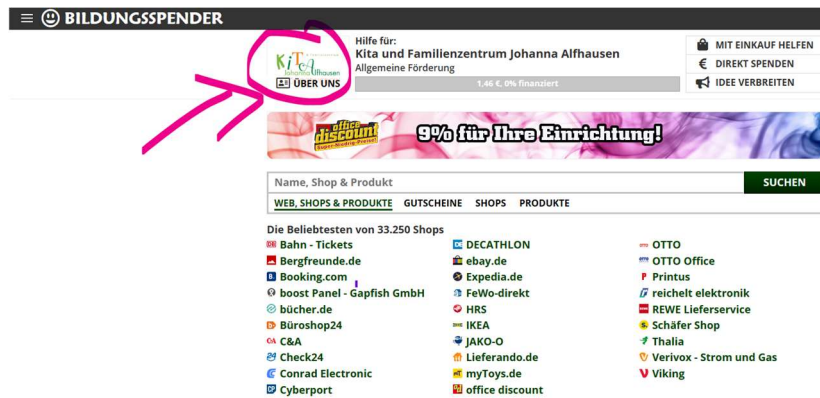 BILDUNGSSPENDER
KiTa
Johanna Alfhausen
ÜBER UNS
Hilfe für:
Kita und Familienzentrum Johanna Alfhausen
Allgemeine Förderung
1,46 €, 0% finanziert
MIT EINKAUF HELFEN
€ DIREKT SPENDEN
IDEE VERBREITEN
office
discount
Super-Niedrig-Preise!
9% für Ihre Einrichtung!
Name, Shop & Produkt
SUCHEN
WEB, SHOPS & PRODUKTE GUTSCHEINE SHOPS PRODUKTE
Die Beliebtesten von 33.250 Shops
Bahn - Tickets
Bergfreunde.de
Booking.com
boost Panel - Gapfish GmbH
bücher.de
Büroshop24
C&A
Check24
Conrad Electronic
Cyberport
DECATHLON
ebay.de
Expedia.de
FeWo-direkt
HRS
IKEA
JAKO-O
Lieferando.de
myToys.de
office discount
OTTO
OTTO Office
Printus
reichelt elektronik
REWE Lieferservice
Schäfer Shop
Thalia
Verivox - Strom und Gas
Viking